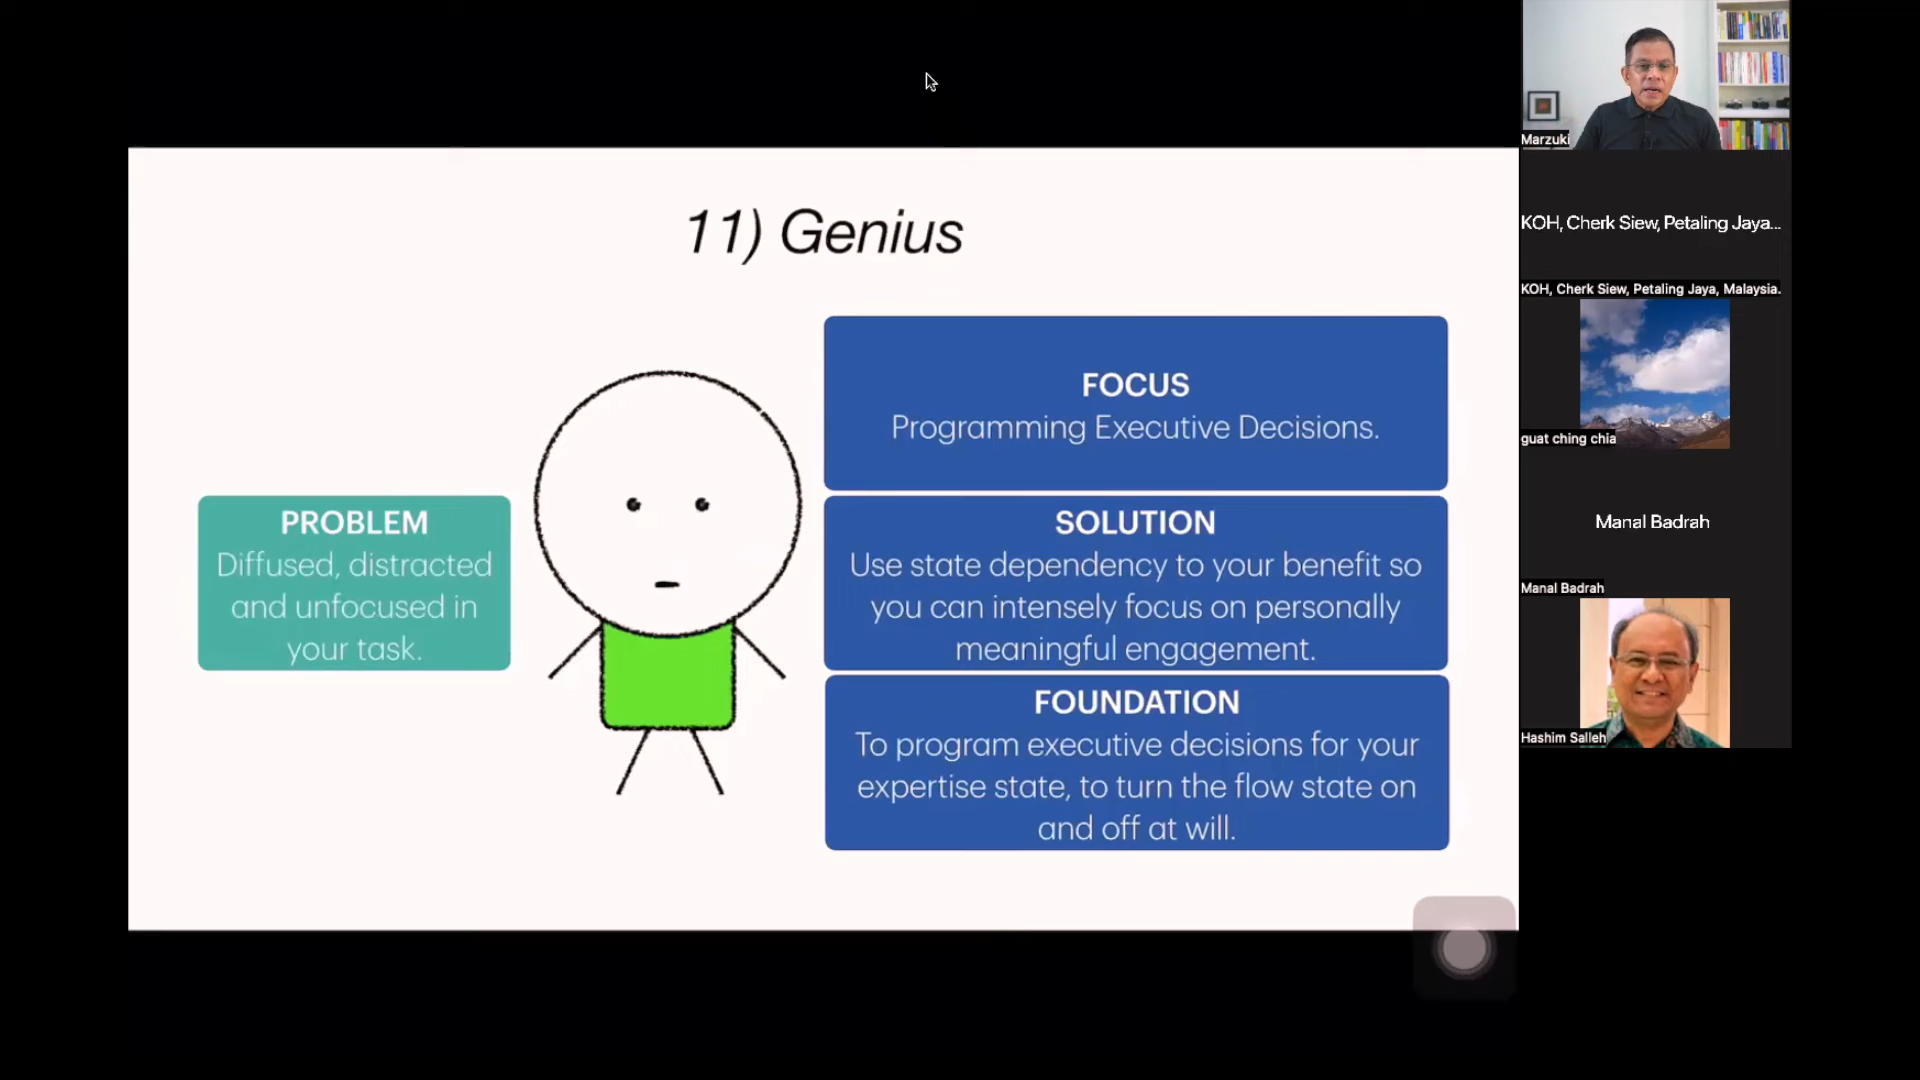 11) Genius
PROBLEM
Diffused, distracted
and unfocused in
your task.
FOCUS
Programming Executive Decisions.
SOLUTION
Use state dependency to your benefit so
you can intensely focus on personally
meaningful engagement.
FOUNDATION
To program executive decisions for your
expertise state, to turn the flow state on
and off at will.
Marzuki
KOH, Cherk Siew, Petaling Jaya...
KOH, Cherk Siew, Petaling Jaya, Malaysia.
guat ching chia
Manal Badrah
Manal Badrah
Hashim Salleh